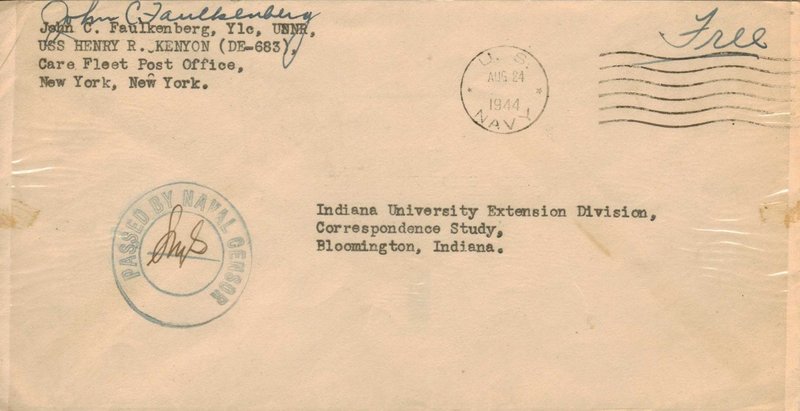 John C. Faulkenberg
John C. Faulkenberg, Y1c, USNR,
USS HENRY R. KENYON (DE-683)
Care Fleet Post Office,
New York, New York.
Free
U. S.
AUG 24
1944
NAVY
PASSED BY NAVAL CENSOR
Indiana University Extension Division,
Correspondence Study,
Bloomington, Indiana.